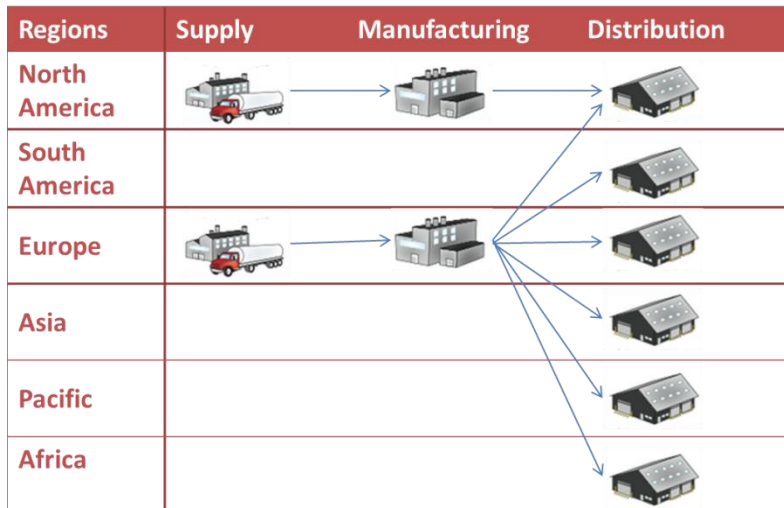 Regions Supply Manufacturing Distribution
North
America
South
America
Europe
Asia
Pacific
Africa